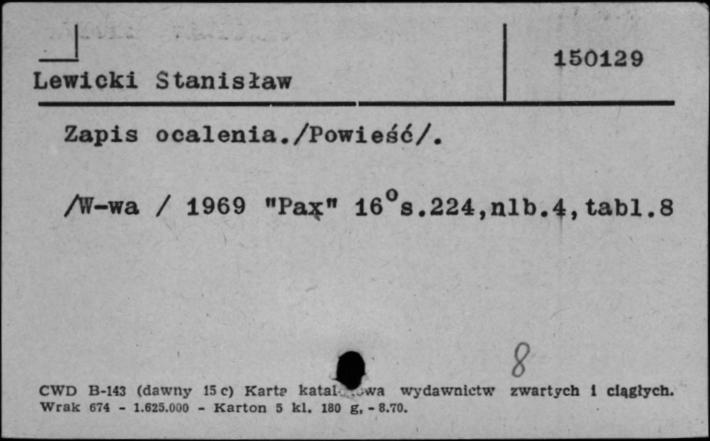 150129
Lewicki Stanisław
Zapis ocalenia./Powieść/.
/W-wa / 1969 "Pax" 16°s.224,nlb.4,tabl.8
8
CWD B-143 (dawny 15 c) Karta wydawnictw zwartych i ciągłych.
Wrak 674 - 1.625.000 - Karton 5 kl. 180 g. - 8.70.